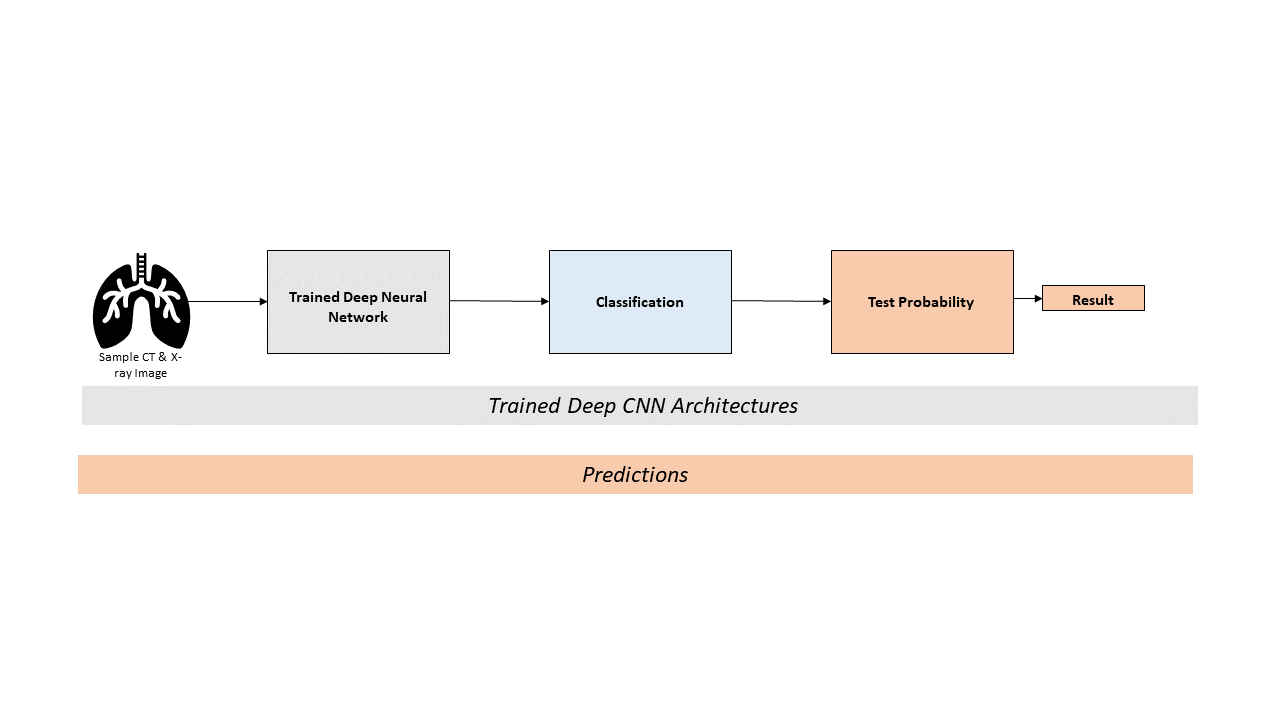 Trained Deep Neural
Network
Classification
Test Probability
Result
Sample CT & X-
ray Image
Trained Deep CNN Architectures
Predictions